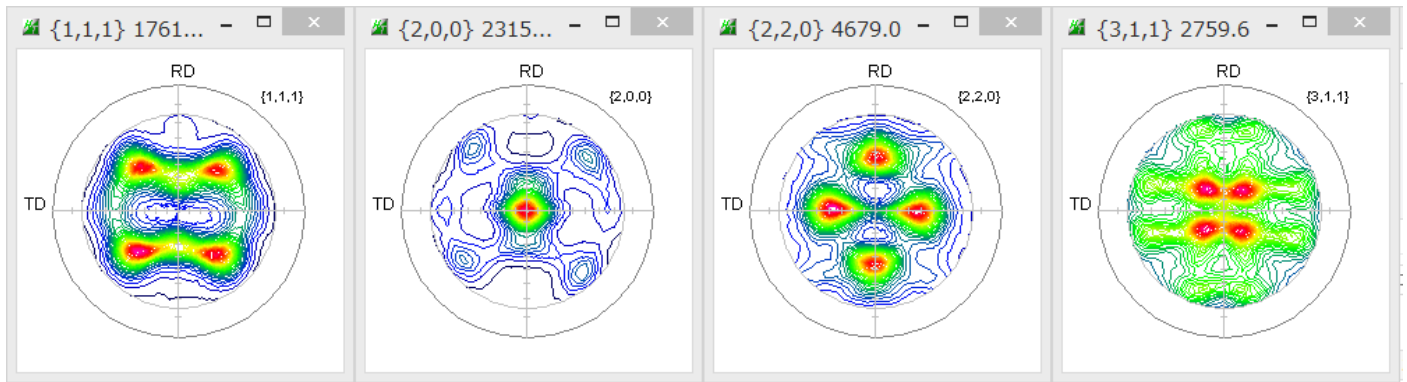 {1,1,1} 1761...
RD
{1,1,1}
TD
{2,0,0} 2315...
RD
{2,0,0}
TD
{2,2,0} 4679.0
RD
{2,2,0}
TD
{3,1,1} 2759.6
RD
{3,1,1}
TD